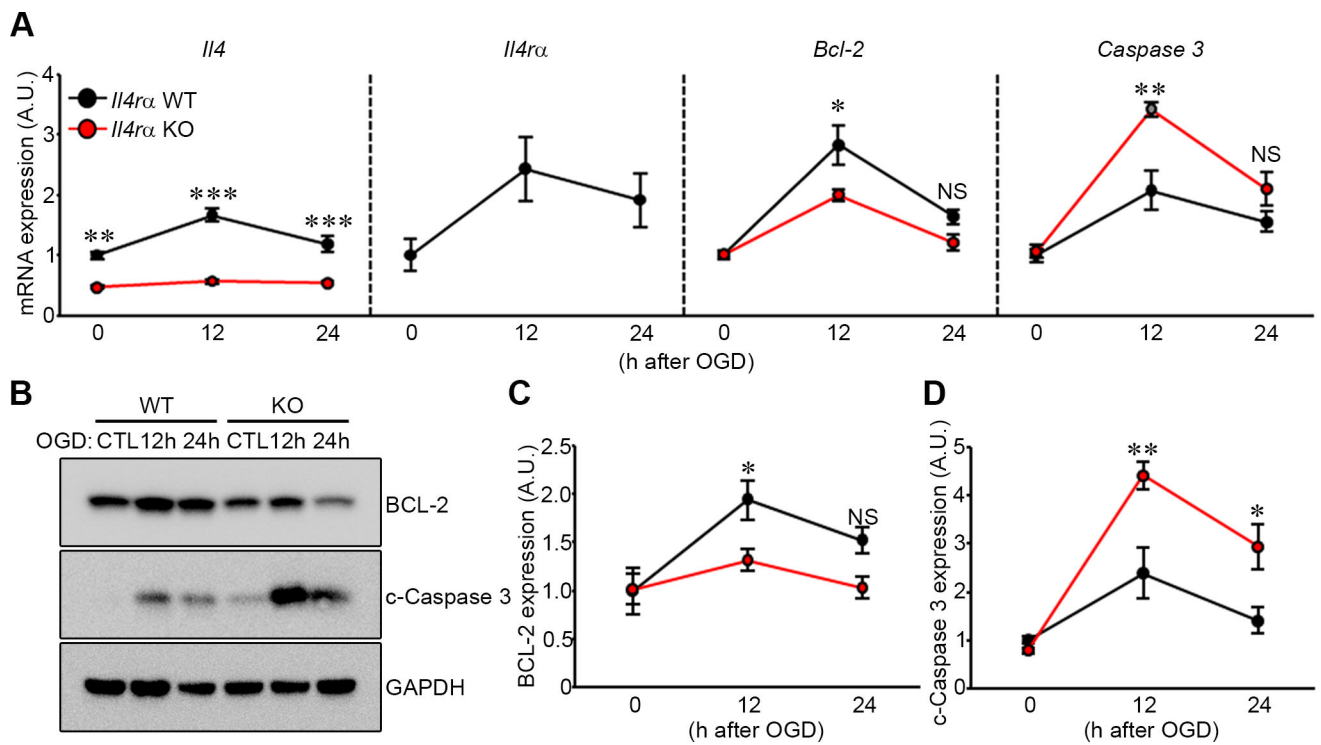 A
Il4
Il4rα
Bcl-2
Caspase 3
mRNA expression (A.U.)
4
3
2
1
0
Il4rα WT
Il4rα KO
**
***
***
*
NS
**
NS
0 12 24
0 12 24
0 12 24
0 12 24
(h after OGD)
B
WT KO
OGD: CTL 12h 24h CTL 12h 24h
BCL-2
c-Caspase 3
GAPDH
C
BCL-2 expression (A.U.)
2.5
2.0
1.5
1.0
0.5
0
*
NS
0 12 24
(h after OGD)
D
c-Caspase 3 expression (A.U.)
5
4
3
2
1
0
**
*
0 12 24
(h after OGD)